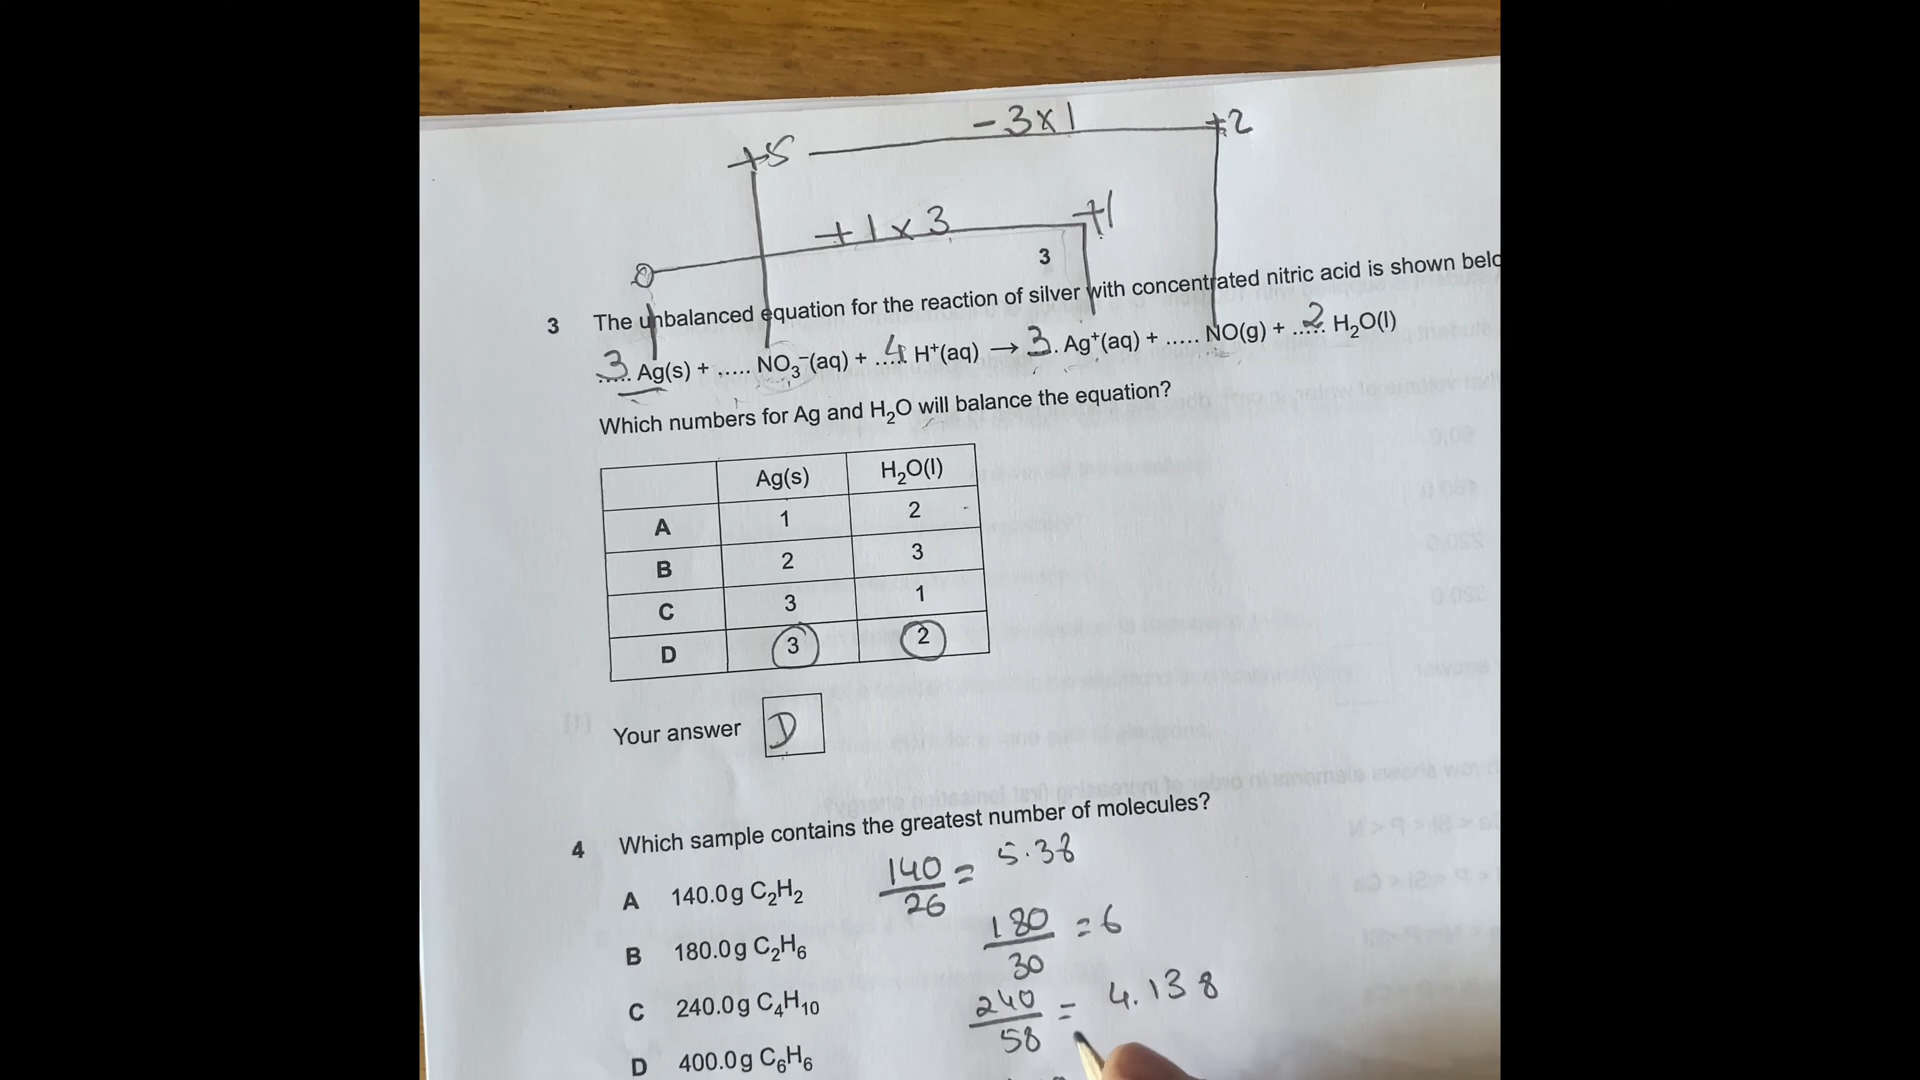 -3x1
+5 +2
+1x3 +1
0
3
3 The unbalanced equation for the reaction of silver with concentrated nitric acid is shown belo
3 Ag(s) + ..... NO₃⁻(aq) + 4 H⁺(aq) → 3 Ag⁺(aq) + ..... NO(g) + 2 H₂O(l)
Which numbers for Ag and H₂O will balance the equation?
Ag(s) H₂O(l)
A 1 2
B 2 3
C 3 1
D 3 2
Your answer D
4 Which sample contains the greatest number of molecules?
A 140.0g C₂H₂ 140/26 = 5.38
B 180.0g C₂H₆ 180/30 = 6
C 240.0g C₄H₁₀ 240/58 = 4.138
D 400.0g C₆H₆